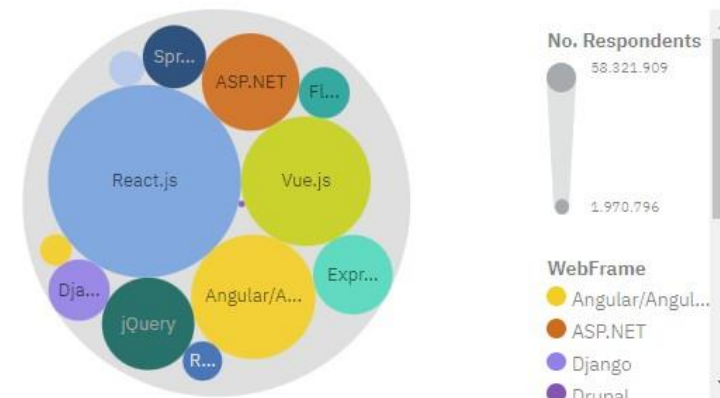 Spr...
ASP.NET
Fl...
React.js
Vue.js
Expr...
Dja...
Angular/A...
jQuery
R...
No. Respondents
58.321.909
1.970.796
WebFrame
Angular/Angul...
ASP.NET
Django
Drupal